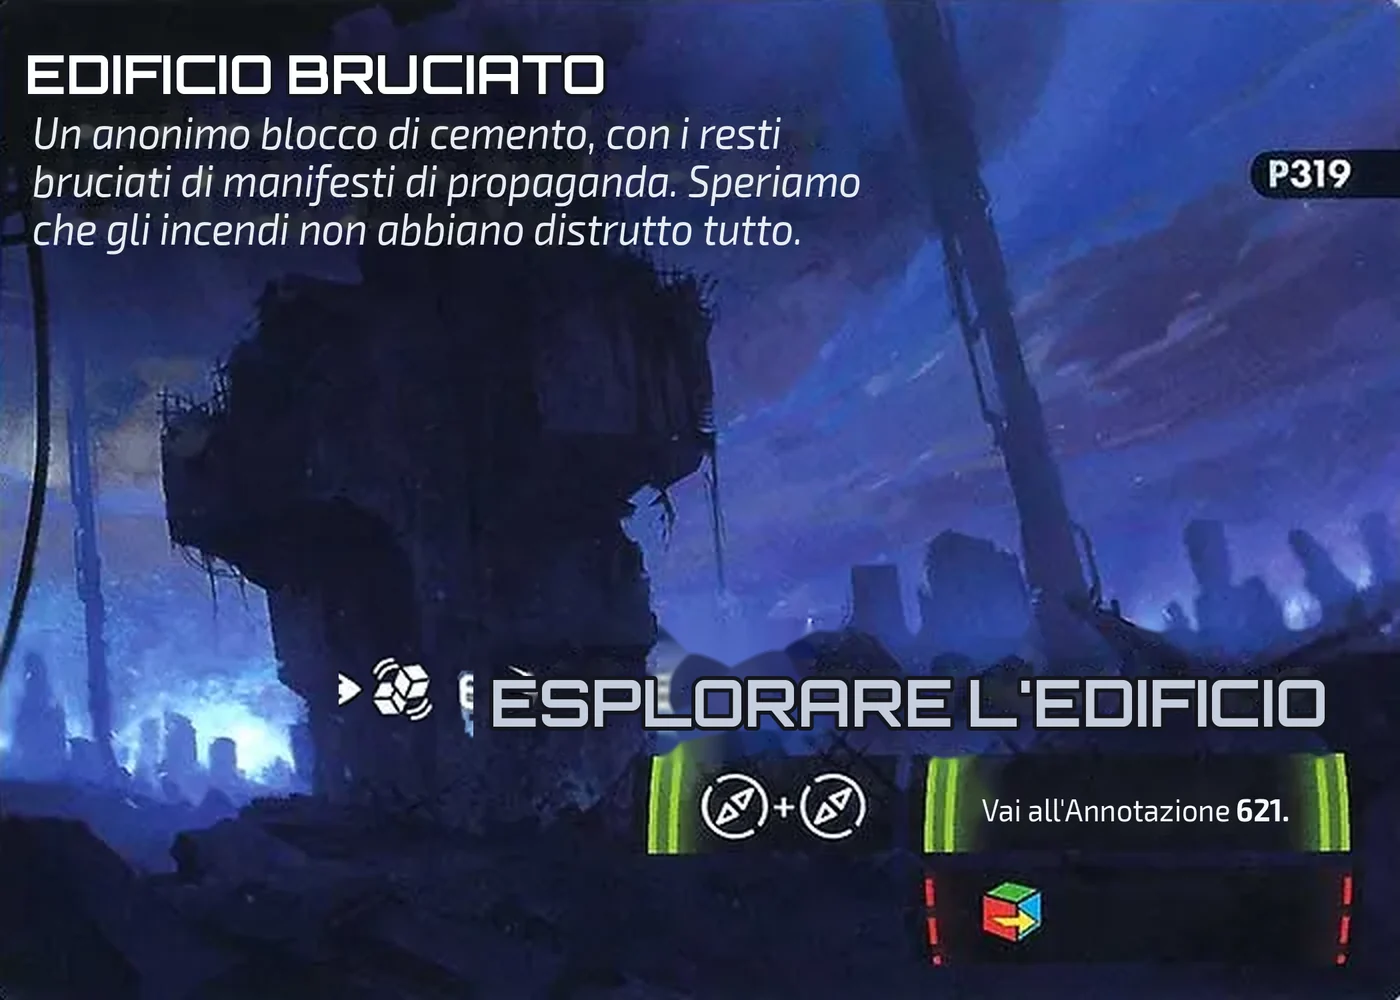 EDIFICIO BRUCIATO
Un anonimo blocco di cemento, con i resti
bruciati di manifesti di propaganda. Speriamo
che gli incendi non abbiano distrutto tutto.
P319
ESPLORARE L'EDIFICIO
+
Vai all'Annotazione 621.